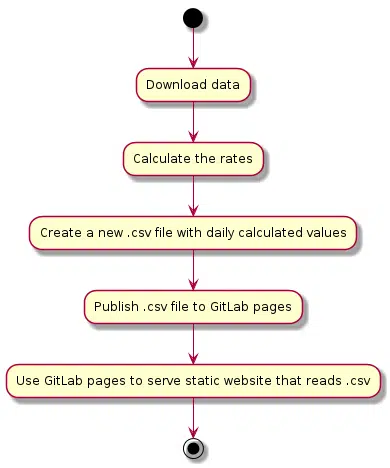 Download data
Calculate the rates
Create a new .csv file with daily calculated values
Publish .csv file to GitLab pages
Use GitLab pages to serve static website that reads .csv